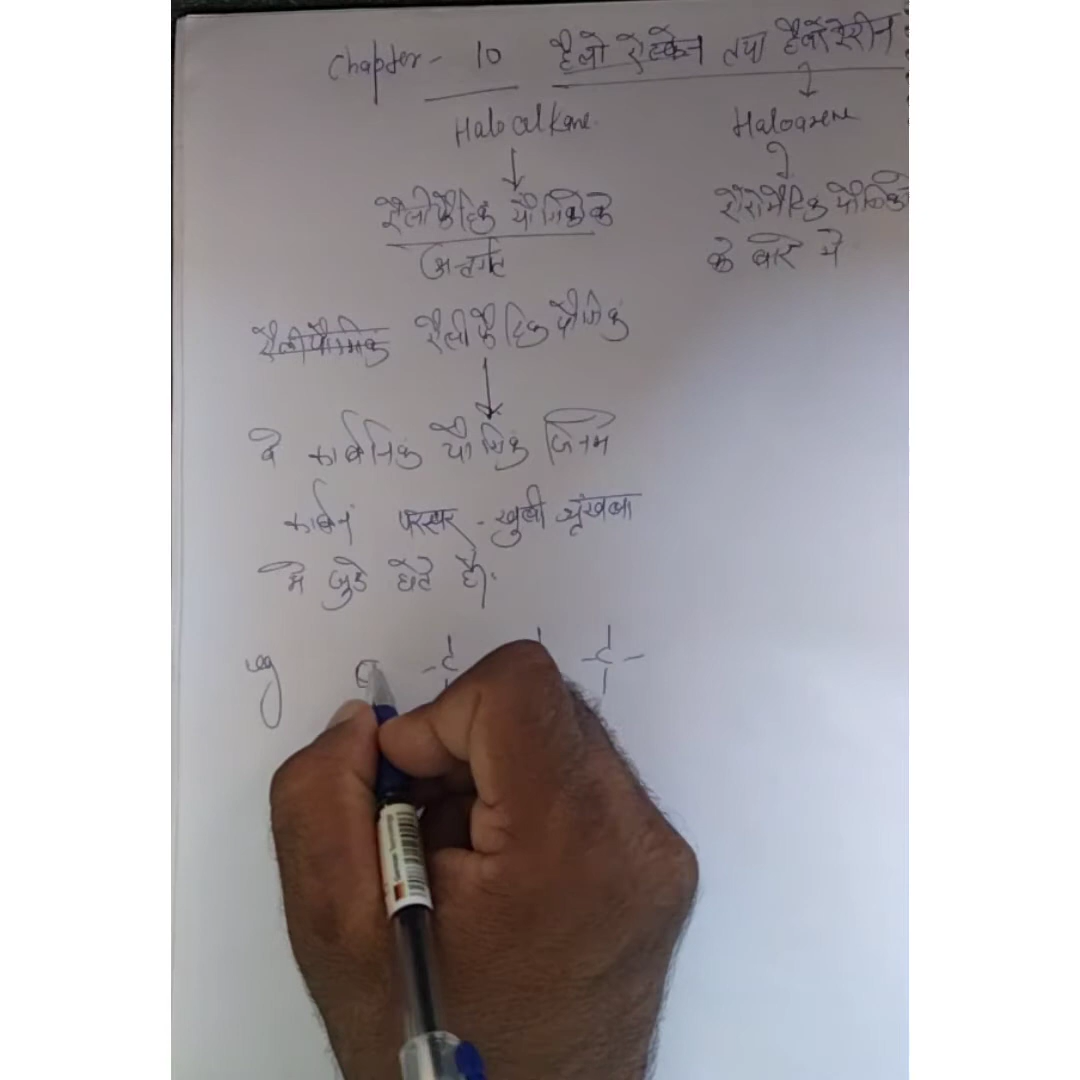 Chapter - 10 हैलो ऐल्केन तथा हैलोऐरीन
Haloalkane Haloarene
ऐलीफैटिक यौगिको के ऐरोमैटिक यौगिको
अन्तर्गत के बारे मे
ऐलीफैटिक यौगिक
वे कार्बनिक यौगिक जिनमे
कार्बन परस्पर - खुली श्रृंखला
मे जुडे होते है।
eg C C